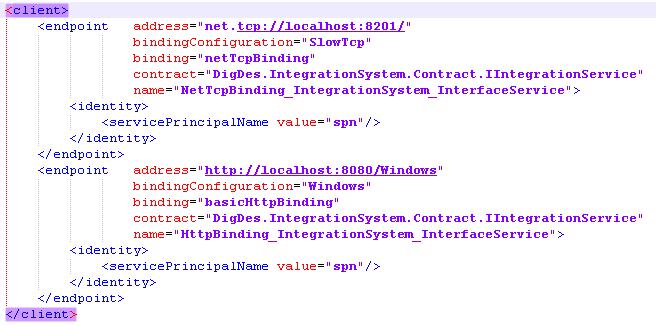 <client>
<endpoint address="net.tcp://localhost:8201/"
bindingConfiguration="SlowTcp"
binding="netTcpBinding"
contract="DigDes.IntegrationSystem.Contract.IIntegrationService"
name="NetTcpBinding_IntegrationSystem_InterfaceService">
<identity>
<servicePrincipalName value="spn"/>
</identity>
</endpoint>
<endpoint address="http://localhost:8080/Windows"
bindingConfiguration="Windows"
binding="basicHttpBinding"
contract="DigDes.IntegrationSystem.Contract.IIntegrationService"
name="HttpBinding_IntegrationSystem_InterfaceService">
<identity>
<servicePrincipalName value="spn"/>
</identity>
</endpoint>
</client>